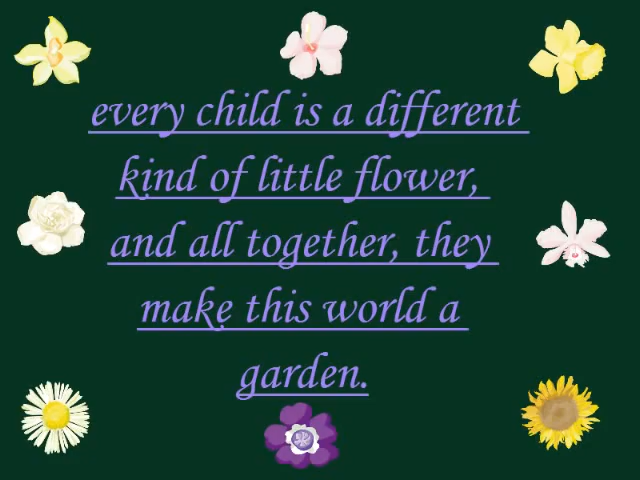 every child is a different
kind of little flower,
and all together, they
make this world a
garden.